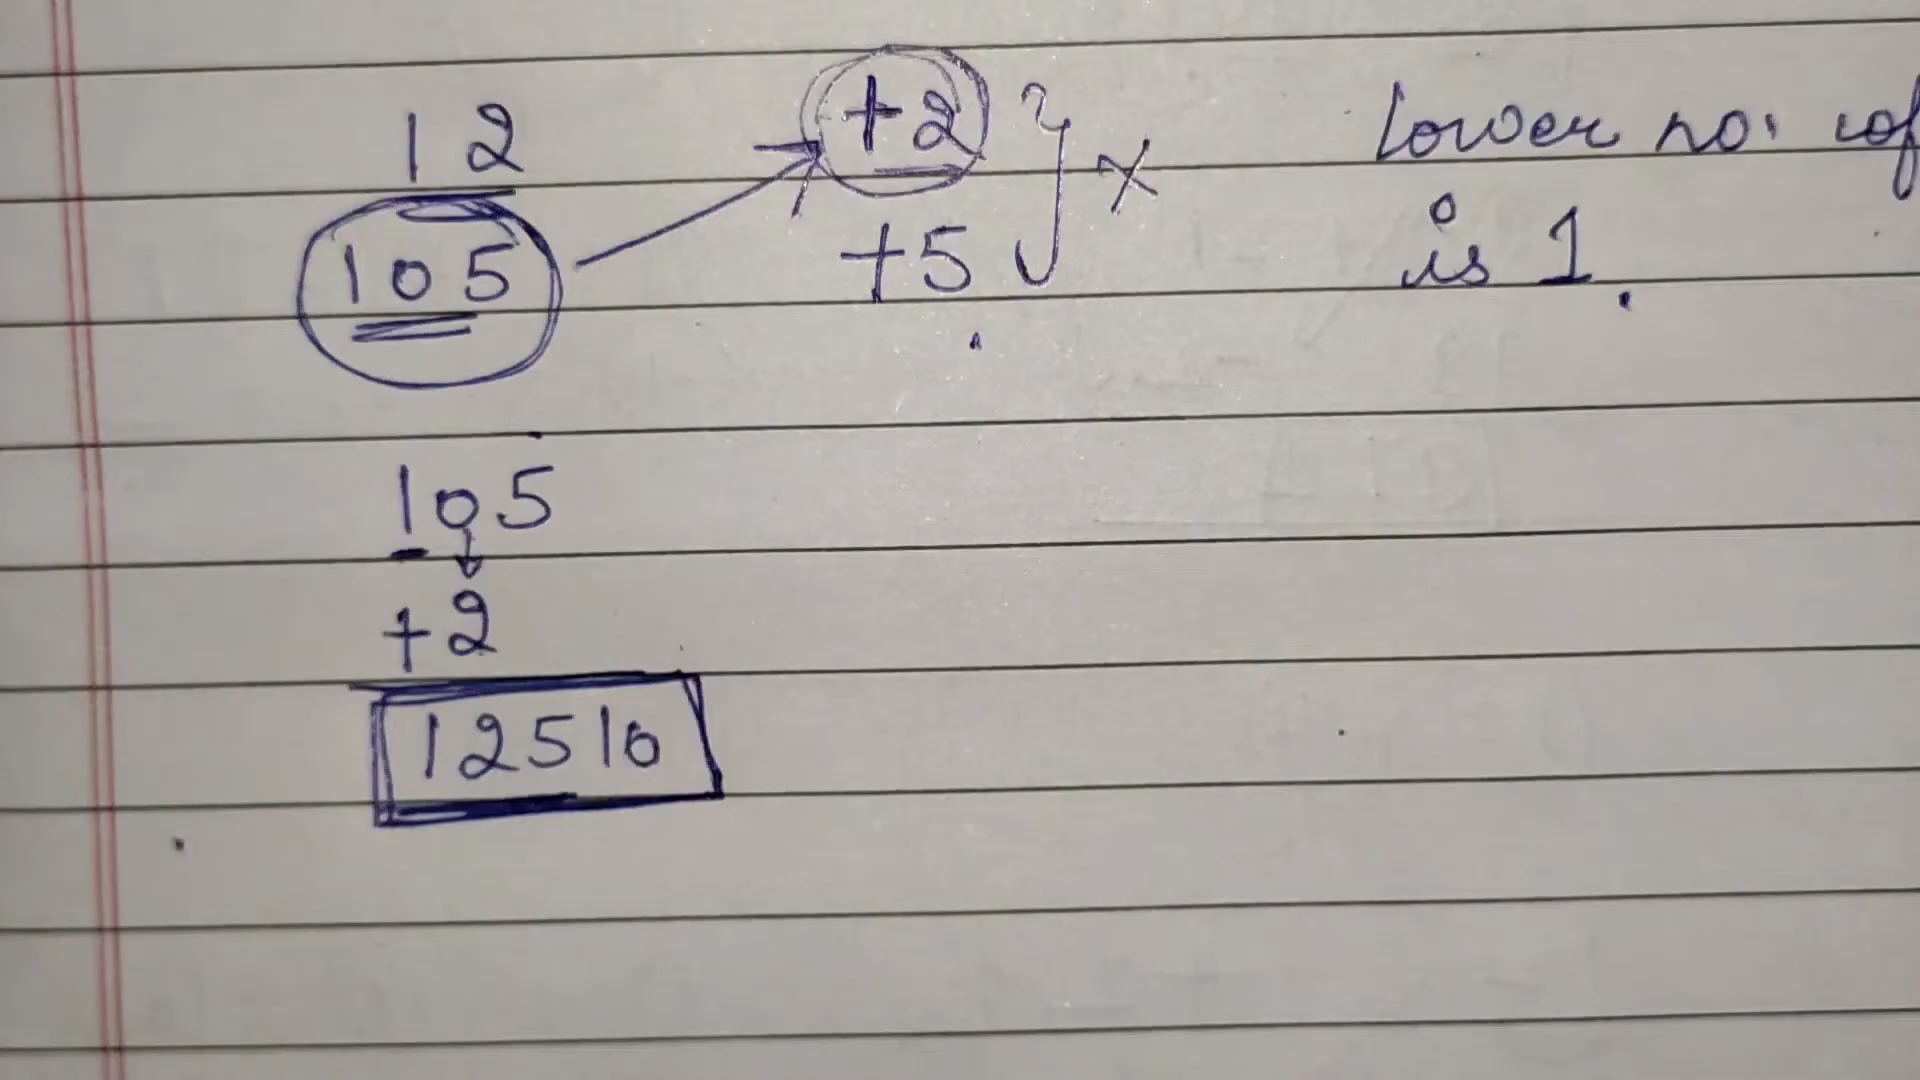 12 +2 } × lower no. of
105 +5 is 1.
105
+2
12510